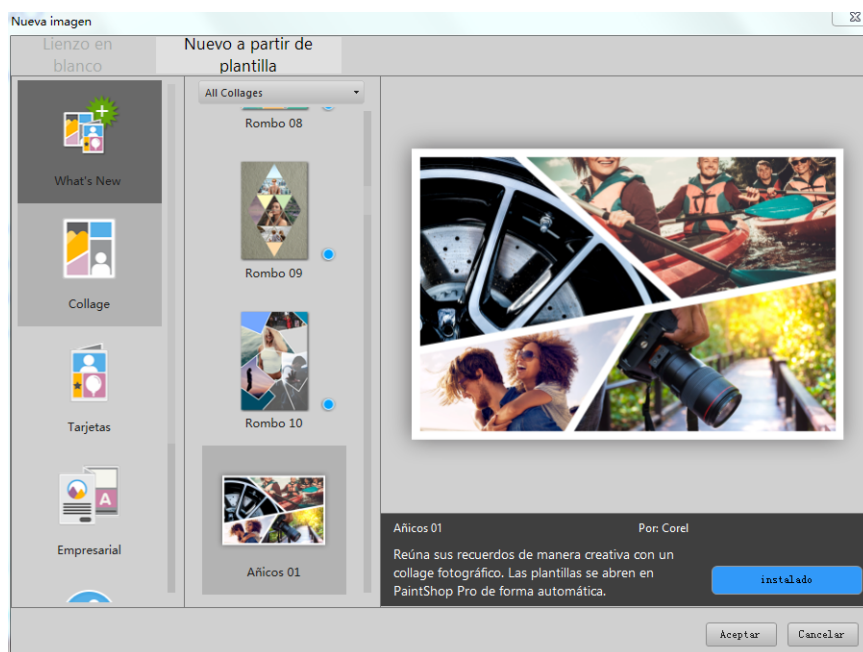 Nueva imagen
Lienzo en
blanco
Nuevo a partir de
plantilla
What's New
Collage
Tarjetas
A
Empresarial
All Collages
Rombo 08
Rombo 09
Rombo 10
Añicos 01
Añicos 01
Por: Corel
Reúna sus recuerdos de manera creativa con un
collage fotográfico. Las plantillas se abren en
PaintShop Pro de forma automática.
instalado
Aceptar
Cancelar